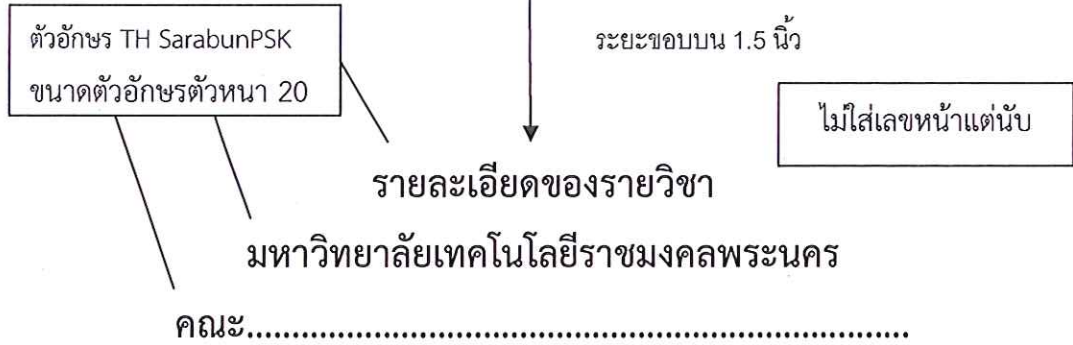 ตัวอักษร TH SarabunPSK
ขนาดตัวอักษรตัวหนา 20
ระยะขอบบน 1.5 นิ้ว
ไม่ใส่เลขหน้าแต่นับ
รายละเอียดของรายวิชา
มหาวิทยาลัยเทคโนโลยีราชมงคลพระนคร
คณะ........................................................................